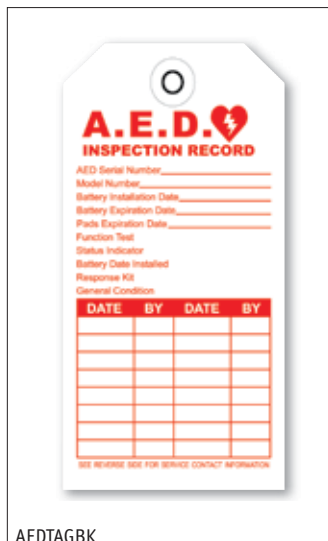 A.E.D.
INSPECTION RECORD
AED Serial Number
Model Number
Battery Installation Date
Battery Expiration Date
Pads Expiration Date
Function Test
Status Indicator
Battery Date Installed
Response Kit
General Condition
DATE BY DATE BY
SEE REVERSE SIDE FOR SERVICE CONTACT INFORMATION
AEDTAGBK